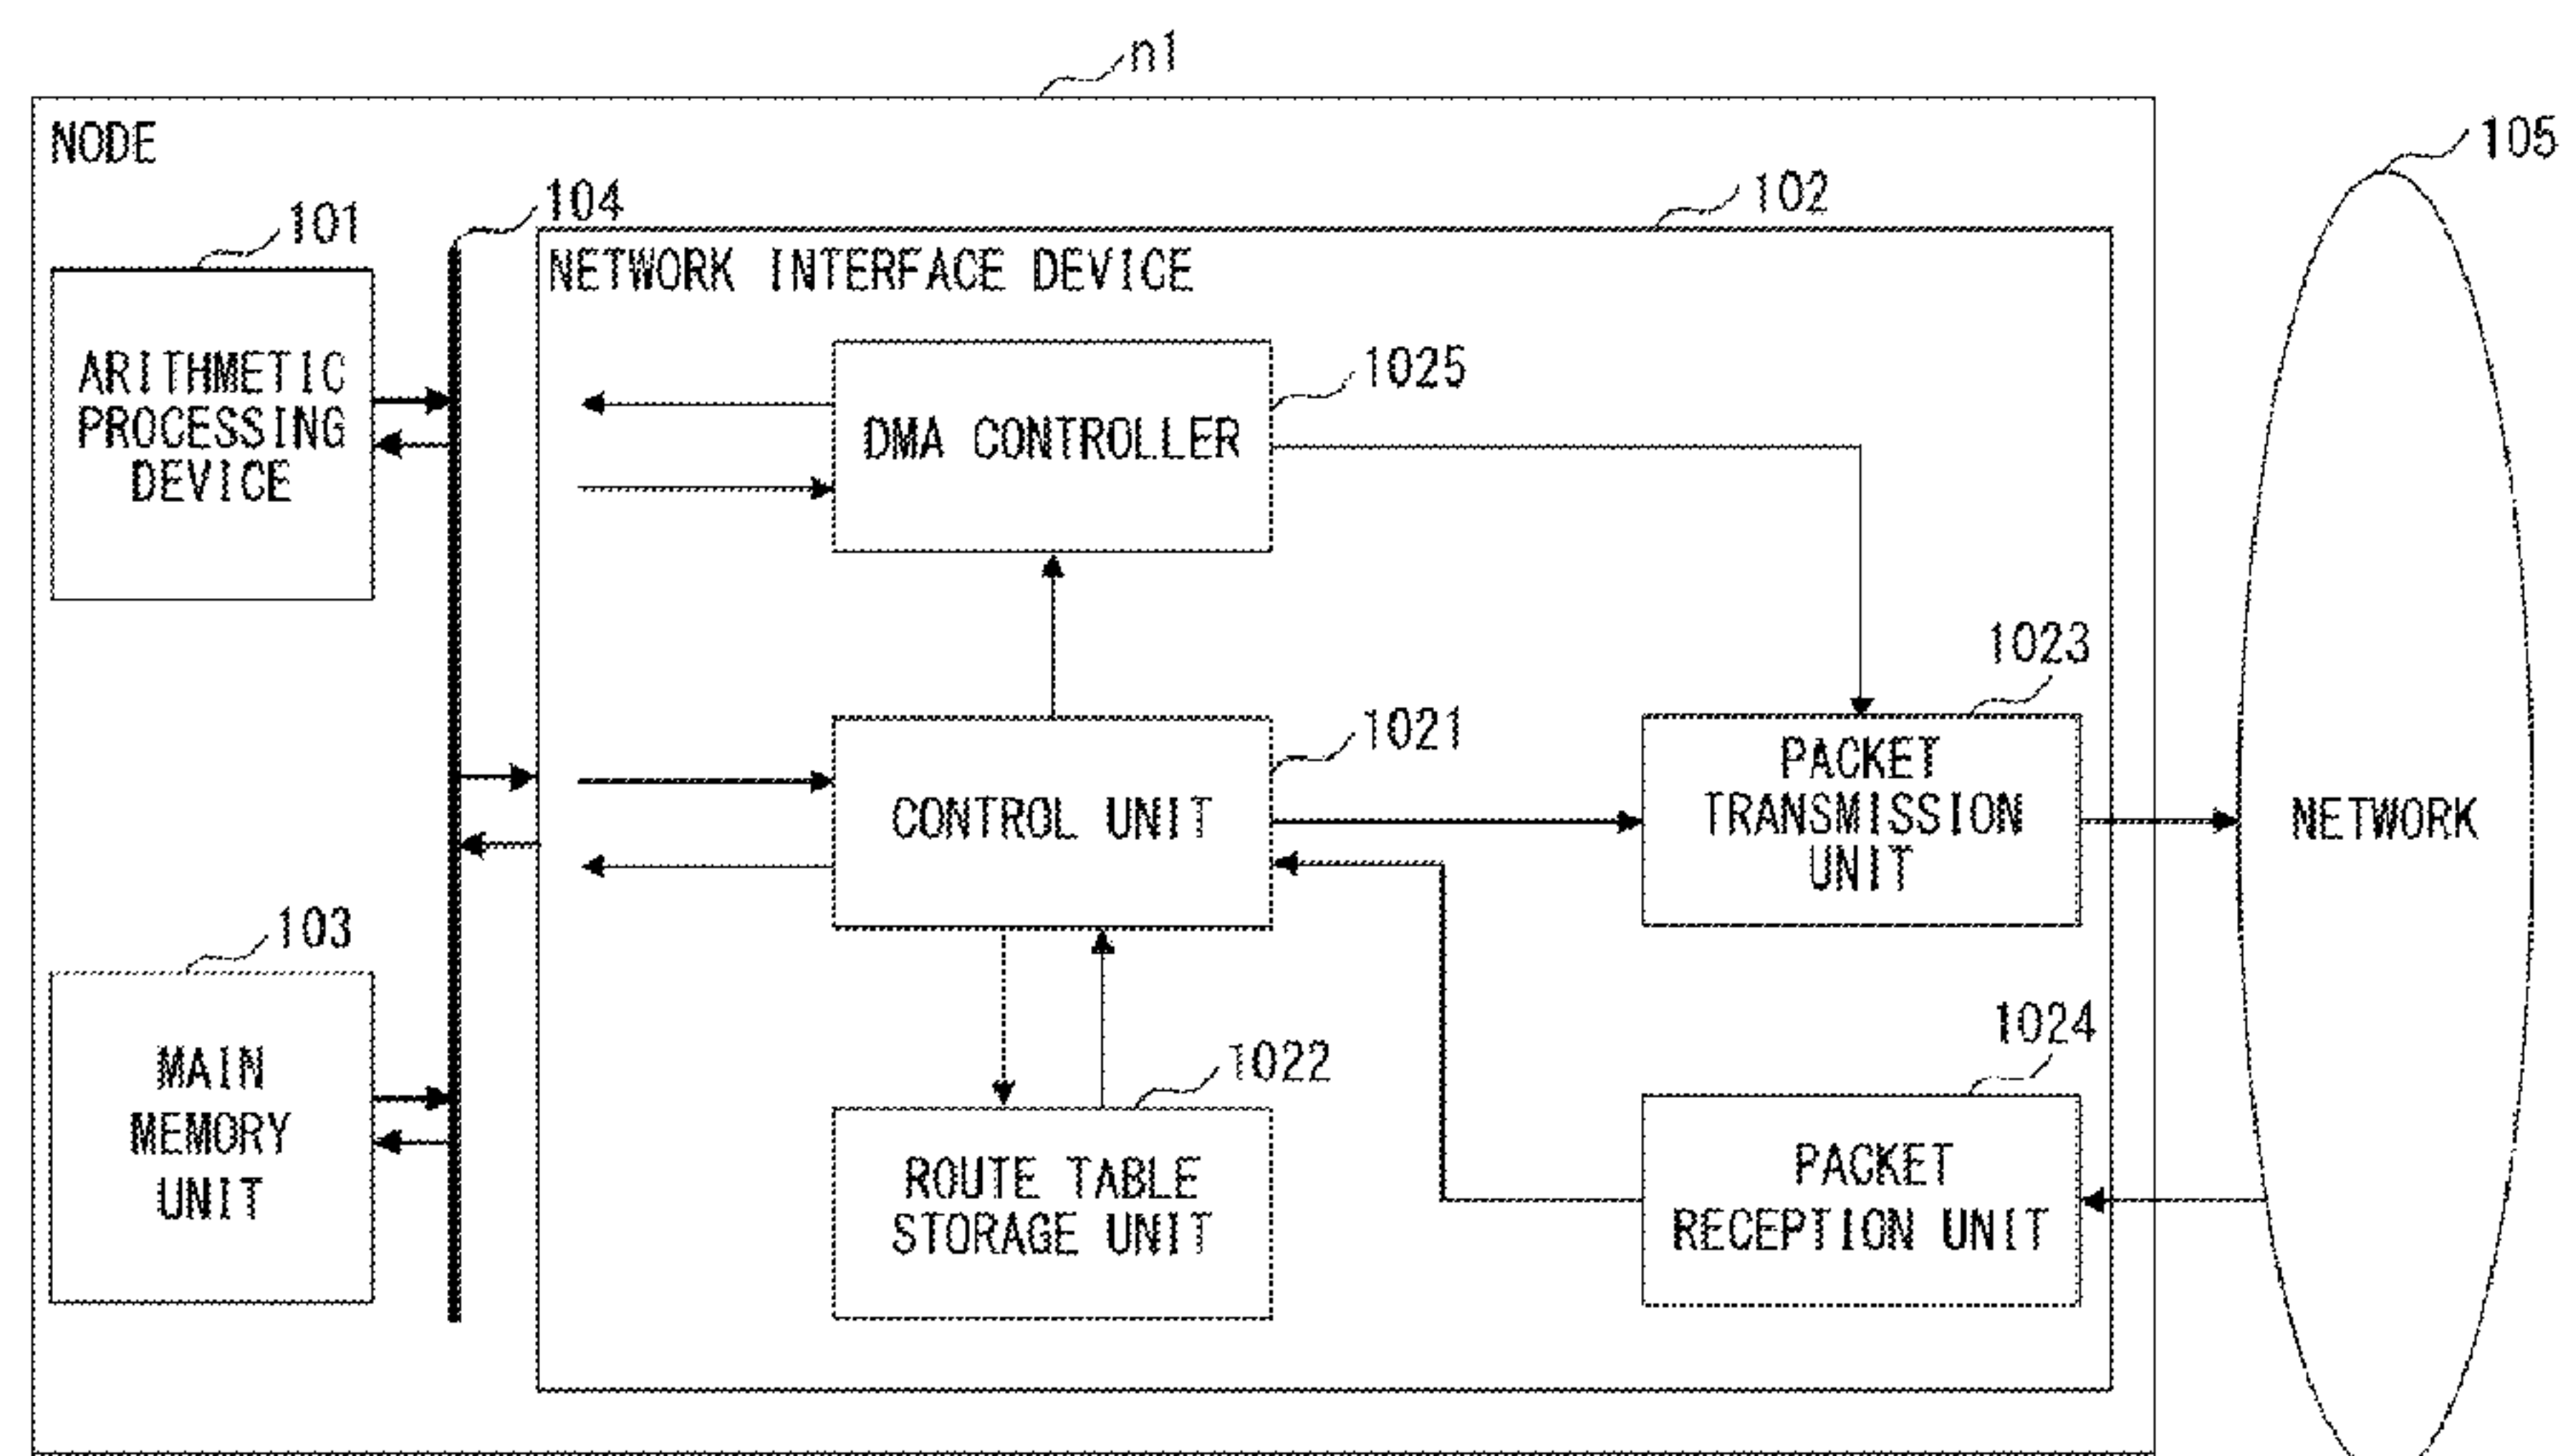 n1
NODE
105
101
104
102
NETWORK INTERFACE DEVICE
ARITHMETIC
PROCESSING
DEVICE
DMA CONTROLLER
1025
1023
1021
PACKET
TRANSMISSION
UNIT
CONTROL UNIT
NETWORK
103
MAIN
MEMORY
UNIT
1022
1024
ROUTE TABLE
STORAGE UNIT
PACKET
RECEPTION UNIT